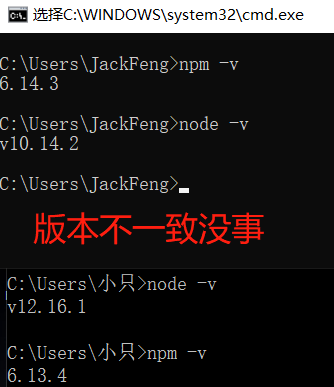 选择C:\WINDOWS\system32\cmd.exe
C:\Users\JackFeng>npm -v
6.14.3
C:\Users\JackFeng>node -v
v10.14.2
C:\Users\JackFeng>
版本不一致没事
C:\Users\小只>node -v
v12.16.1
C:\Users\小只>npm -v
6.13.4